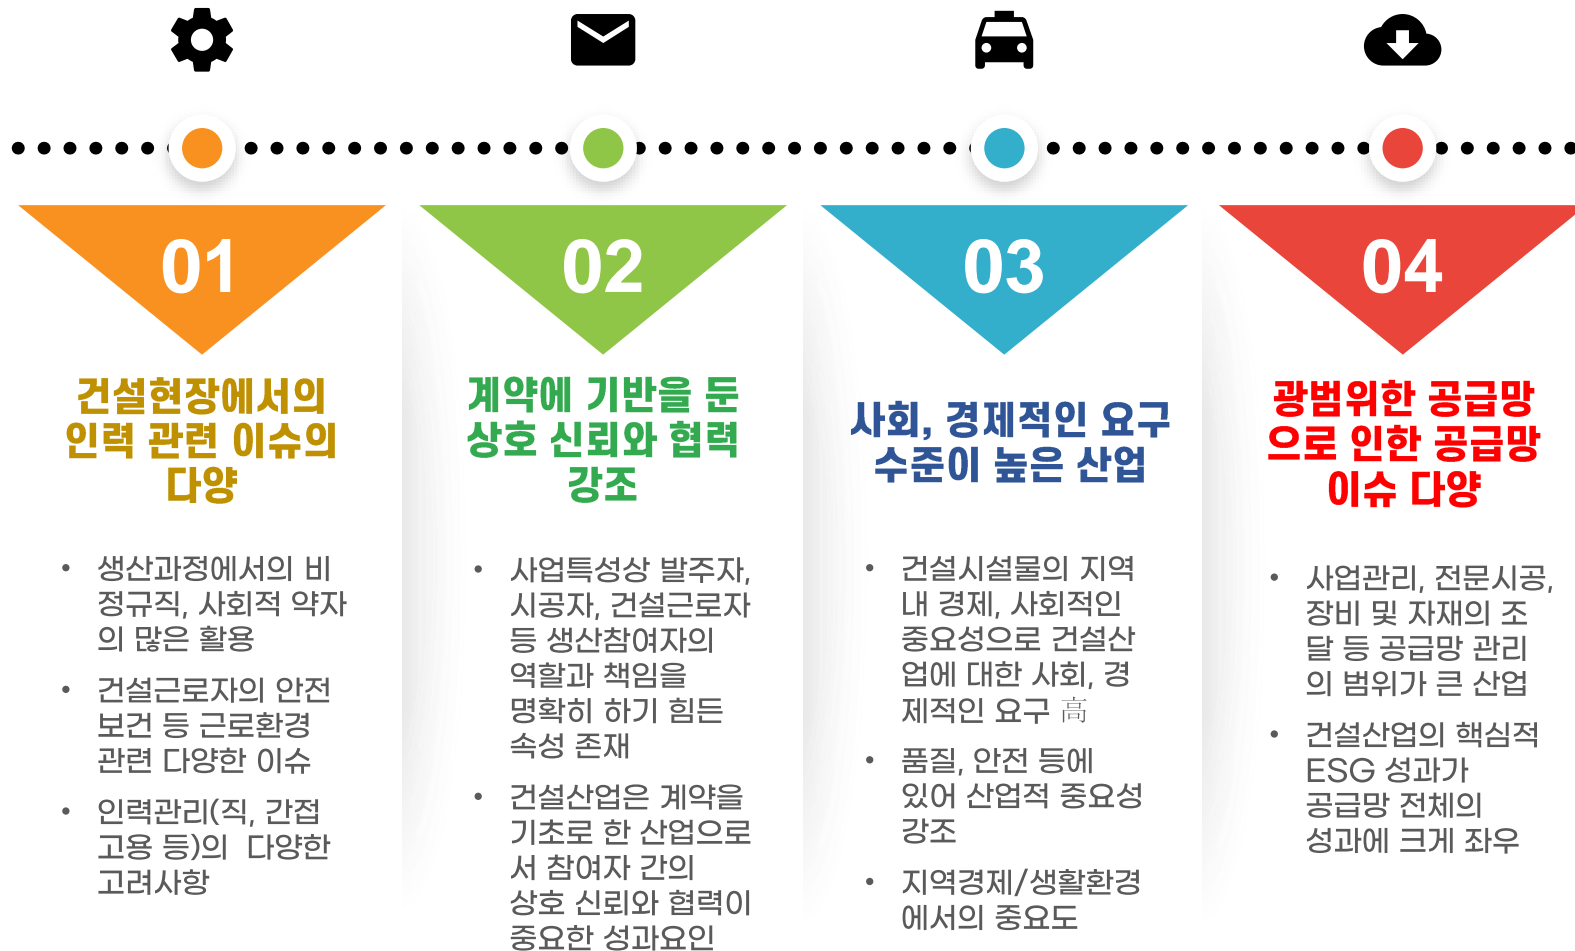 01
건설현장에서의
인력 관련 이슈의
다양
• 생산과정에서의 비
정규직, 사회적 약자
의 많은 활용
• 건설근로자의 안전
보건 등 근로환경
관련 다양한 이슈
• 인력관리(직, 간접
고용 등)의 다양한
고려사항
02
계약에 기반을 둔
상호 신뢰와 협력
강조
• 사업특성상 발주자,
시공자, 건설근로자
등 생산참여자의
역할과 책임을
명확히 하기 힘든
속성 존재
• 건설산업은 계약을
기초로 한 산업으로
서 참여자 간의
상호 신뢰와 협력이
중요한 성과요인
03
사회, 경제적인 요구
수준이 높은 산업
• 건설시설물의 지역
내 경제, 사회적인
중요성으로 건설산
업에 대한 사회, 경
제적인 요구 高
• 품질, 안전 등에
있어 산업적 중요성
강조
• 지역경제/생활환경
에서의 중요도
04
광범위한 공급망
으로 인한 공급망
이슈 다양
• 사업관리, 전문시공,
장비 및 자재의 조
달 등 공급망 관리
의 범위가 큰 산업
• 건설산업의 핵심적
ESG 성과가
공급망 전체의
성과에 크게 좌우